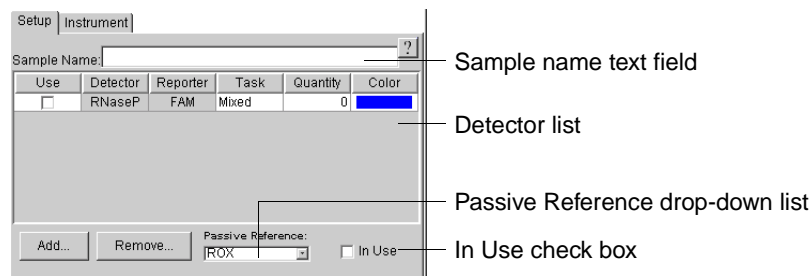 Setup Instrument
Sample Name: ?
Sample name text field
Use Detector Reporter Task Quantity Color
RNaseP FAM Mixed 0
Detector list
Passive Reference drop-down list
Add... Remove... Passive Reference:
ROX In Use
In Use check box